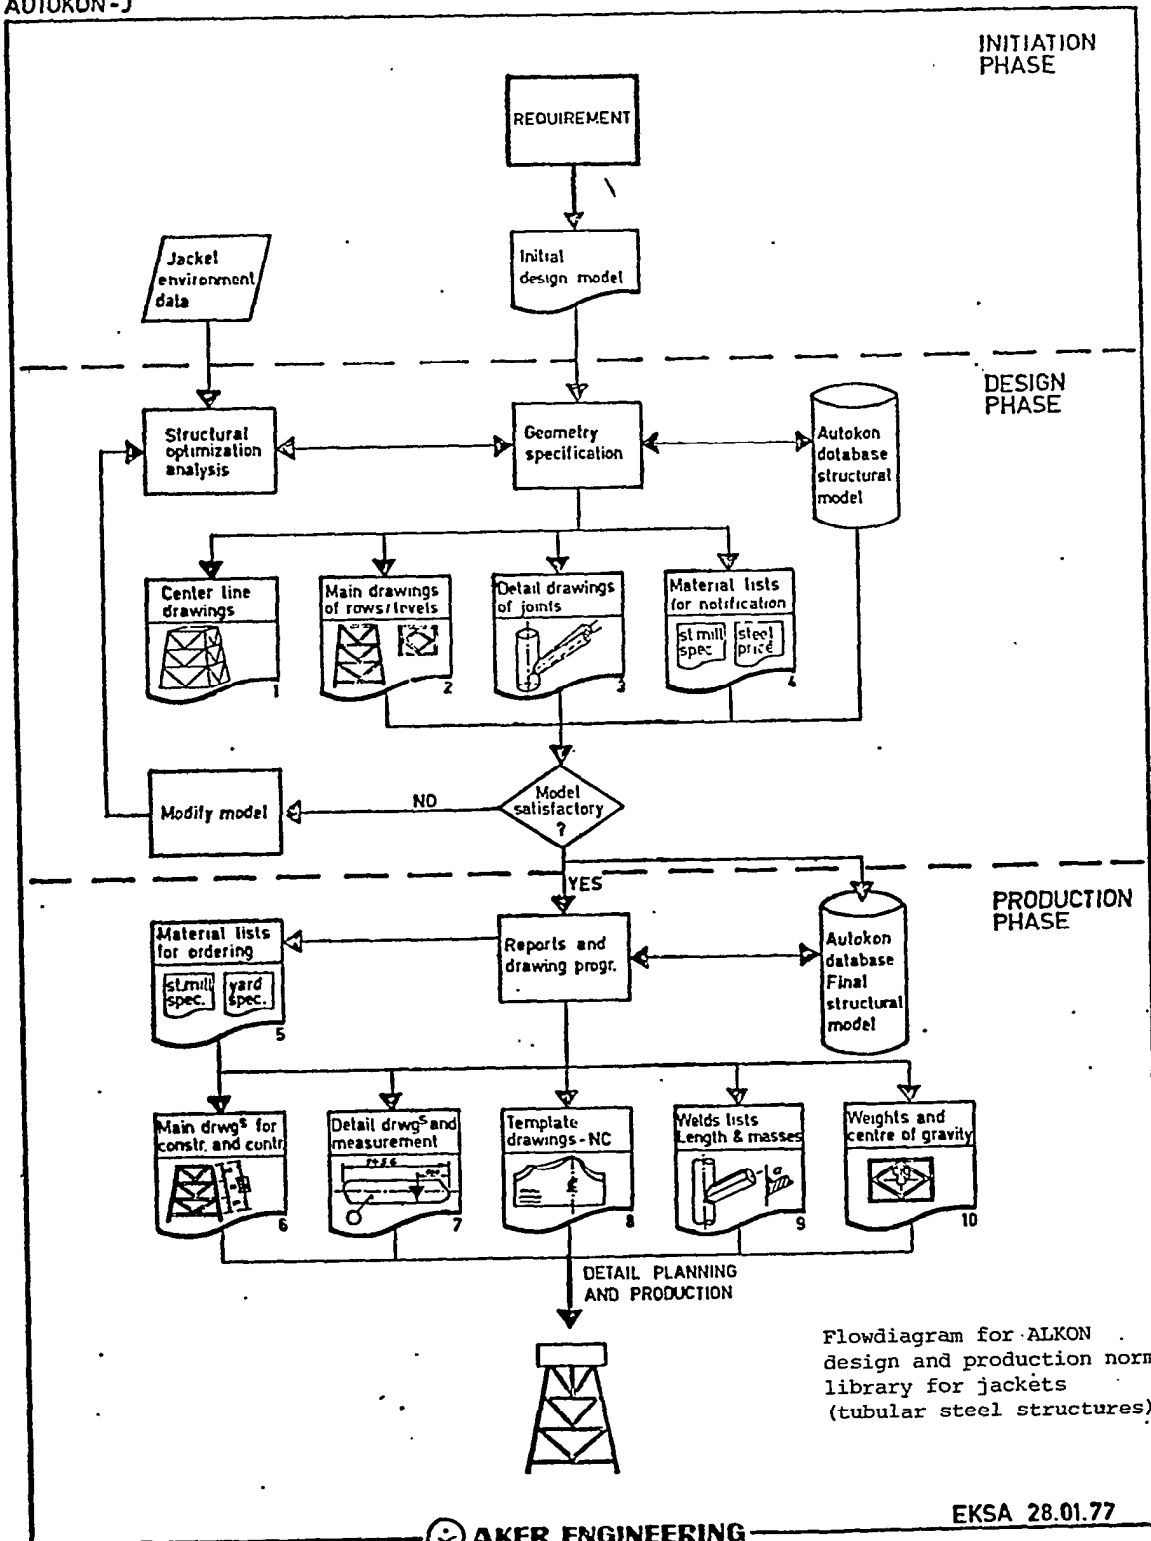 AUTOKON-J
INITIATION
PHASE
REQUIREMENT
Jacket
environment
data
Initial
design model
DESIGN
PHASE
Structural
optimization
analysis
Geometry
specification
Autokon
database
structural
model
Center line
drawings
1
Main drawings
of rows/levels
2
Detail drawings
of joints
3
Material lists
for notification
st mill
spec
steel
price
4
Modify model
NO
Model
satisfactory
?
YES
PRODUCTION
PHASE
Material lists
for ordering
st.mill
spec.
yard
spec.
5
Reports and
drawing progr.
Autokon
database
Final
structural
model
Main drwgs for
constr. and contr.
6
Detail drwgs and
measurement
7
Template
drawings - NC
8
Welds lists
Length & masses
a
9
Weights and
centre of gravity
10
DETAIL PLANNING
AND PRODUCTION
Flowdiagram for ALKON
design and production norm
library for jackets
(tubular steel structures)
EKSA 28.01.77
AKER ENGINEERING